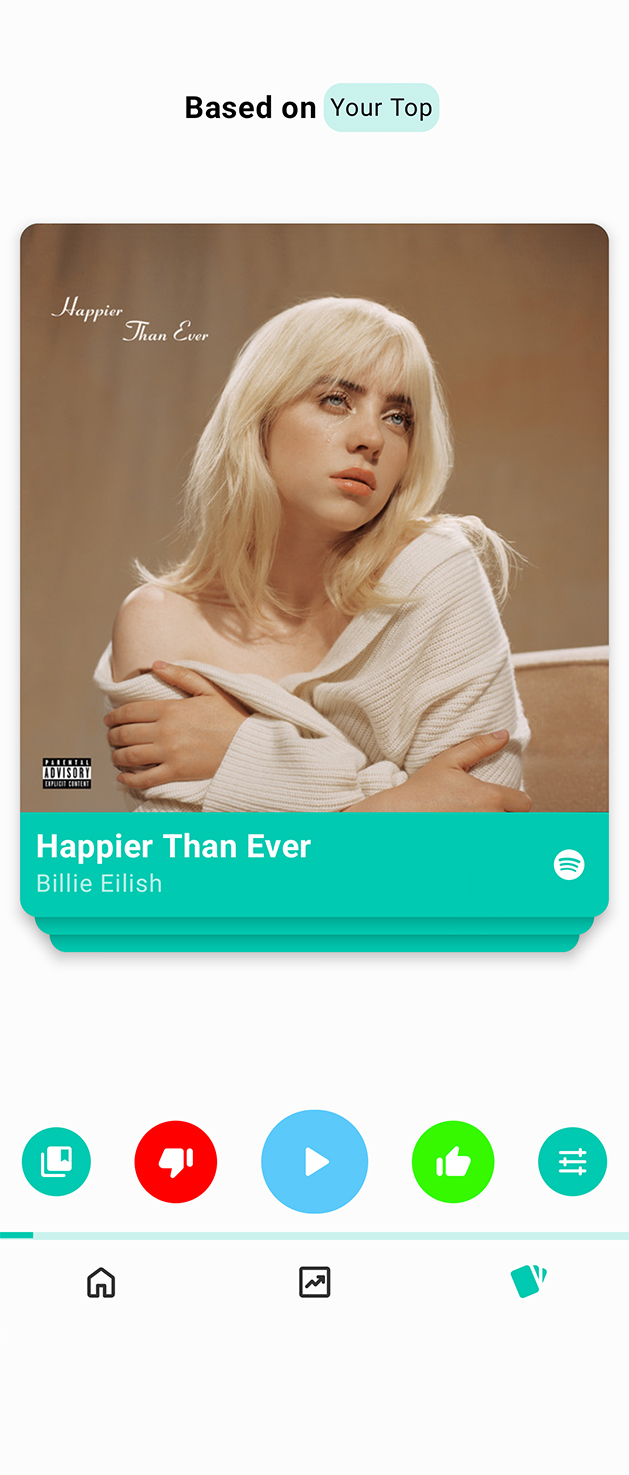 Based on Your Top
Happier
Than Ever
PARENTAL
ADVISORY
EXPLICIT CONTENT
Happier Than Ever
Billie Eilish